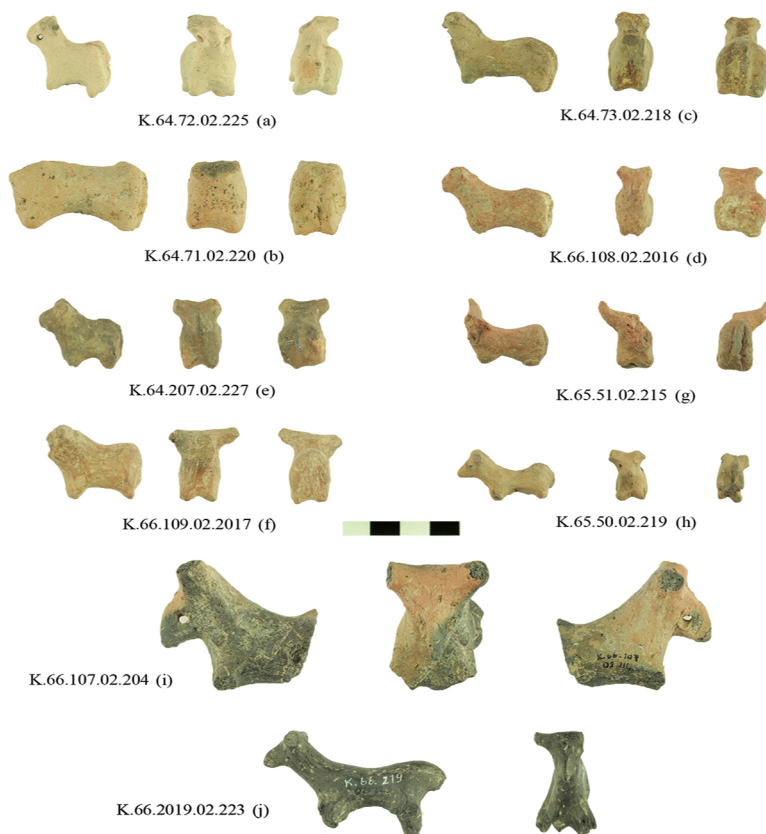 K.64.72.02.225 (a)
K.64.73.02.218 (c)
K.64.71.02.220 (b)
K.66.108.02.2016 (d)
K.64.207.02.227 (e)
K.65.51.02.215 (g)
K.66.109.02.2017 (f)
K.65.50.02.219 (h)
K.66.107.02.204 (i)
K.66.107
K.66.2019.02.223 (j)
K.66.219